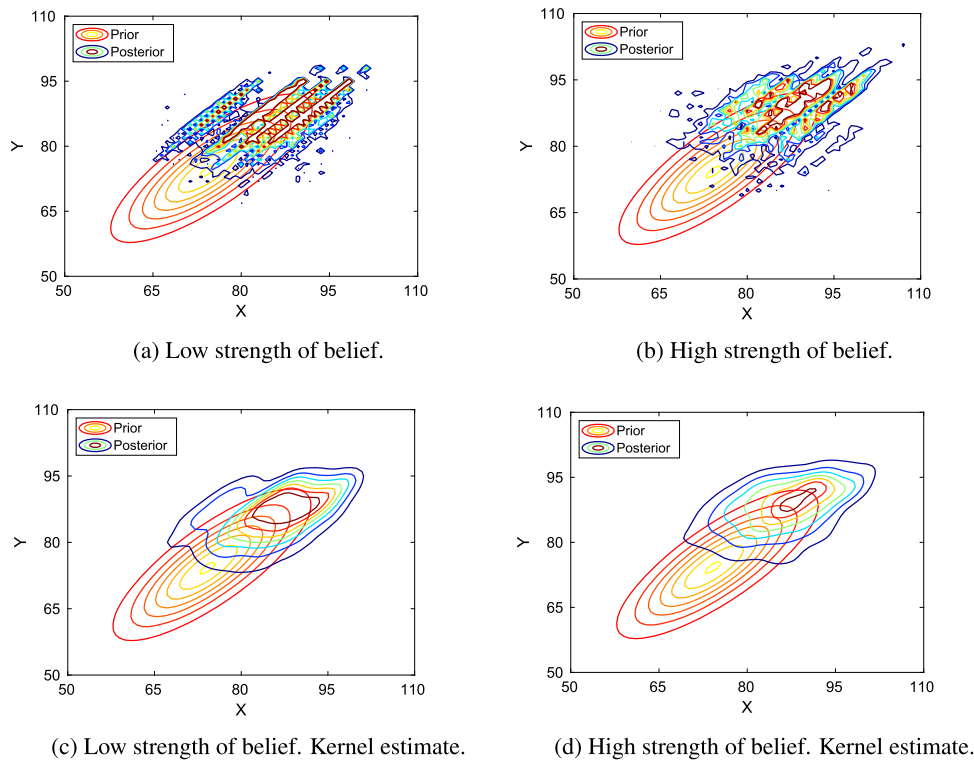 110
95
80
65
50
Y
Prior
Posterior
50 65 80 95 110
X
(a) Low strength of belief.
110
95
80
65
50
Y
Prior
Posterior
50 65 80 95 110
X
(b) High strength of belief.
110
95
80
65
50
Y
Prior
Posterior
50 65 80 95 110
X
(c) Low strength of belief. Kernel estimate.
110
95
80
65
50
Y
Prior
Posterior
50 65 80 95 110
X
(d) High strength of belief. Kernel estimate.